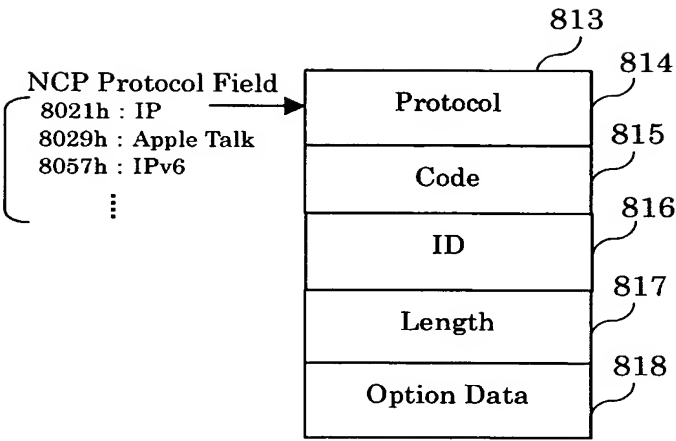 813
NCP Protocol Field
8021h : IP
8029h : Apple Talk
8057h : IPv6
Protocol
814
Code
815
ID
816
Length
817
Option Data
818